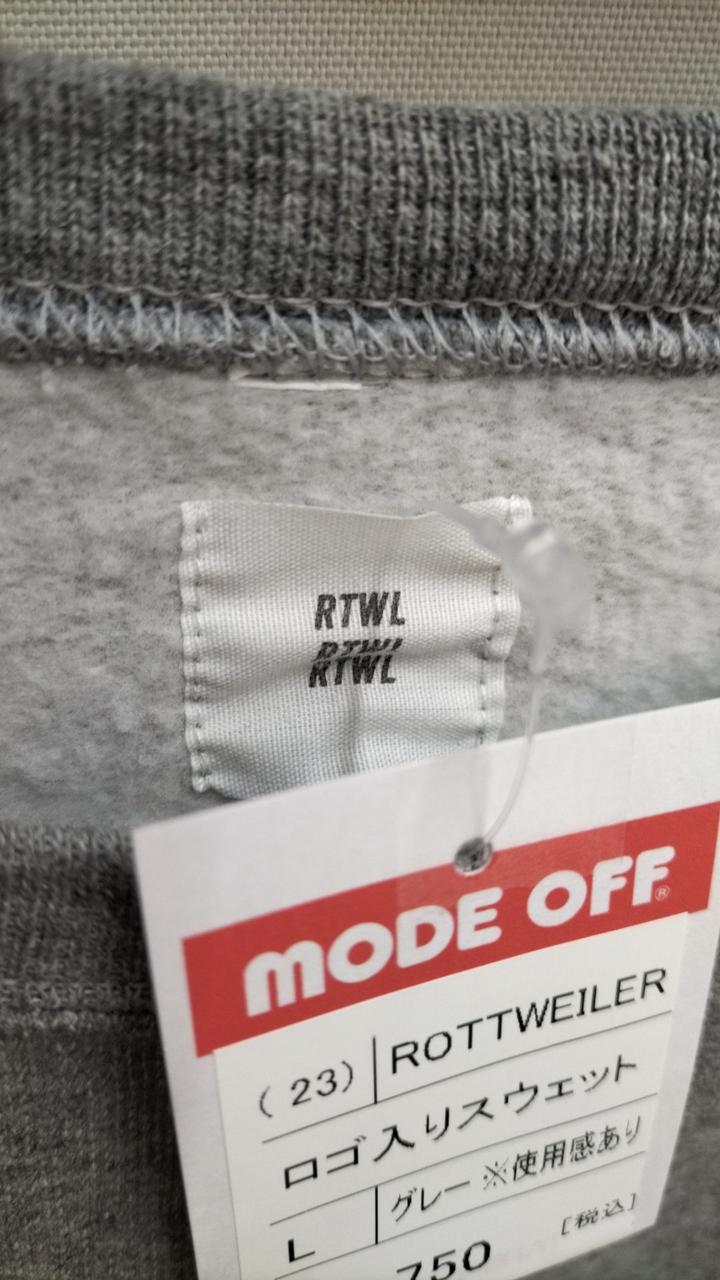 RTWL
RTWL
RTWL
MODE OFF®
(23) ROTTWEILER
ロゴ入りスウェット
L グレー ※使用感あり
750 [税込]